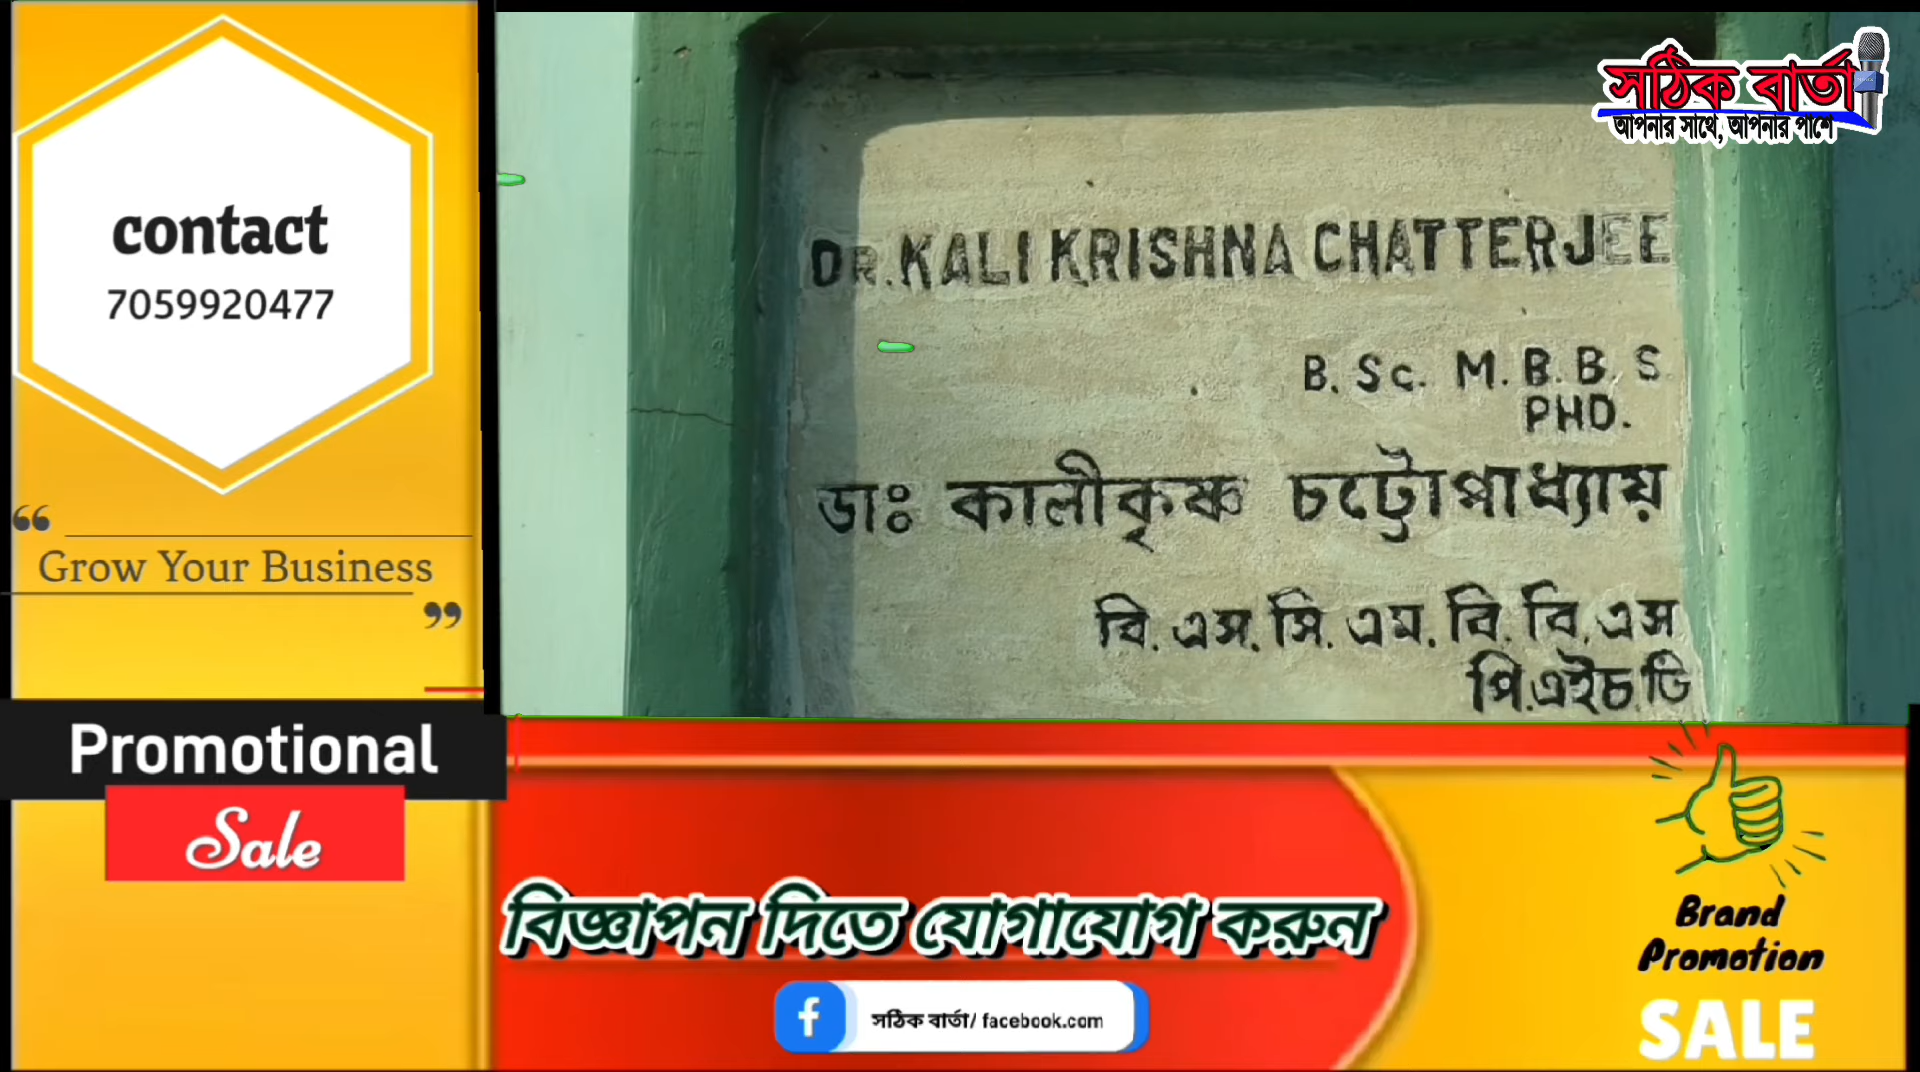 contact
7059920477
“
Grow Your Business
”
Promotional
Sale
সঠিক বার্তা
আপনার সাথে, আপনার পাশে
DR. KALI KRISHNA CHATTERJEE
B. Sc. M. B. B. S
PHD.
ডাঃ কালীকৃষ্ণ চট্টোপাধ্যায়
বি. এস. সি. এম. বি. বি. এস
পি.এইচ.ডি
বিজ্ঞাপন দিতে যোগাযোগ করুন
f
সঠিক বার্তা/ facebook.com
Brand
Promotion
SALE